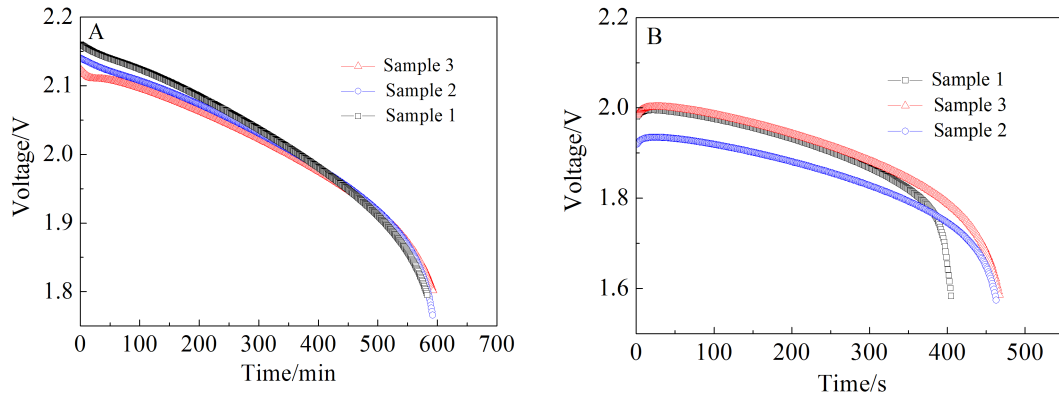 A
2.2
2.1
2.0
1.9
1.8
Voltage/V
Sample 3
Sample 2
Sample 1
0 100 200 300 400 500 600 700
Time/min
B
2.2
2.0
1.8
1.6
Voltage/V
Sample 1
Sample 3
Sample 2
0 100 200 300 400 500
Time/s